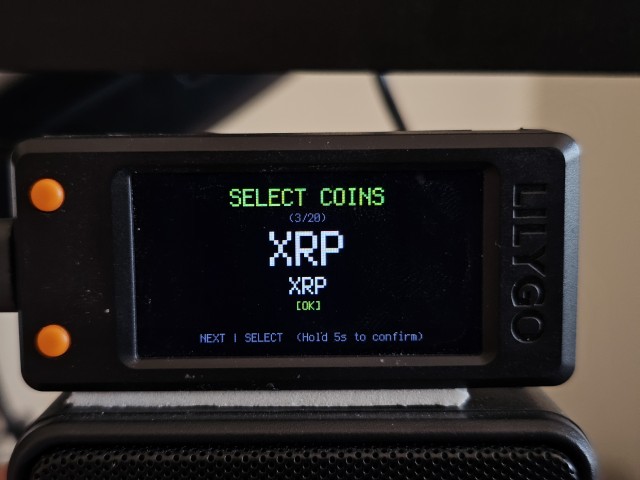 SELECT COINS
(3/20)
XRP
XRP
[OK]
NEXT | SELECT (Hold 5s to confirm)
LILYGO